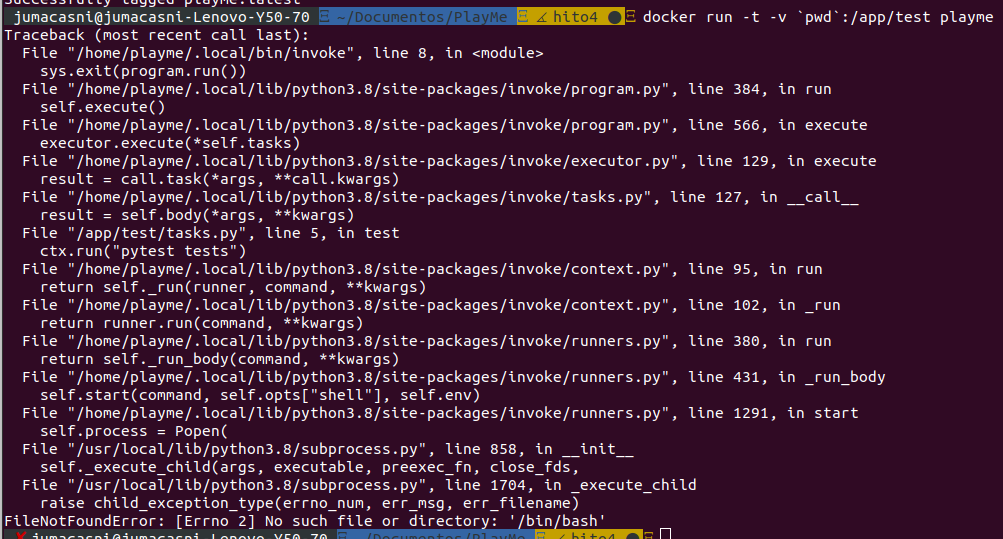 Successfully tagged playme:latest
jumacasni@jumacasni-Lenovo-Y50-70 ~/Documentos/PlayMe hito4 docker run -t -v `pwd`:/app/test playme
Traceback (most recent call last):
File "/home/playme/.local/bin/invoke", line 8, in <module>
sys.exit(program.run())
File "/home/playme/.local/lib/python3.8/site-packages/invoke/program.py", line 384, in run
self.execute()
File "/home/playme/.local/lib/python3.8/site-packages/invoke/program.py", line 566, in execute
executor.execute(*self.tasks)
File "/home/playme/.local/lib/python3.8/site-packages/invoke/executor.py", line 129, in execute
result = call.task(*args, **call.kwargs)
File "/home/playme/.local/lib/python3.8/site-packages/invoke/tasks.py", line 127, in __call__
result = self.body(*args, **kwargs)
File "/app/test/tasks.py", line 5, in test
ctx.run("pytest tests")
File "/home/playme/.local/lib/python3.8/site-packages/invoke/context.py", line 95, in run
return self._run(runner, command, **kwargs)
File "/home/playme/.local/lib/python3.8/site-packages/invoke/context.py", line 102, in _run
return runner.run(command, **kwargs)
File "/home/playme/.local/lib/python3.8/site-packages/invoke/runners.py", line 380, in run
return self._run_body(command, **kwargs)
File "/home/playme/.local/lib/python3.8/site-packages/invoke/runners.py", line 431, in _run_body
self.start(command, self.opts["shell"], self.env)
File "/home/playme/.local/lib/python3.8/site-packages/invoke/runners.py", line 1291, in start
self.process = Popen(
File "/usr/local/lib/python3.8/subprocess.py", line 858, in __init__
self._execute_child(args, executable, preexec_fn, close_fds,
File "/usr/local/lib/python3.8/subprocess.py", line 1704, in _execute_child
raise child_exception_type(errno_num, err_msg, err_filename)
FileNotFoundError: [Errno 2] No such file or directory: '/bin/bash'
✘ jumacasni@jumacasni-Lenovo-Y50-70 ~/Documentos/PlayMe hito4